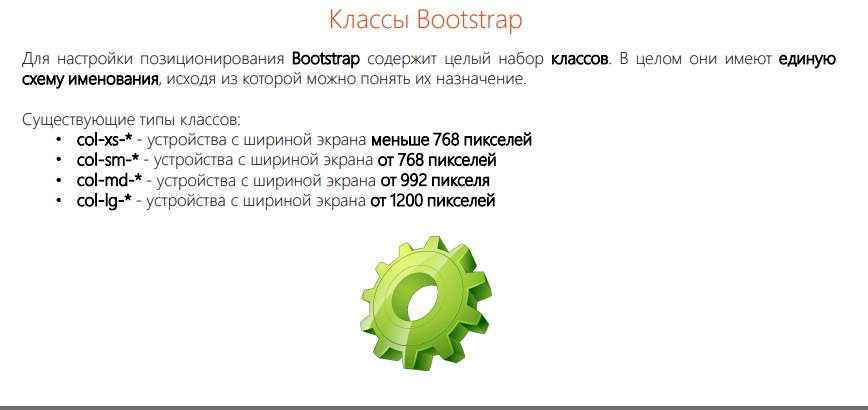 Классы Bootstrap
Для настройки позиционирования Bootstrap содержит целый набор классов. В целом они имеют единую
схему именования, исходя из которой можно понять их назначение.
Существующие типы классов:
• col-xs-* - устройства с шириной экрана меньше 768 пикселей
• col-sm-* - устройства с шириной экрана от 768 пикселей
• col-md-* - устройства с шириной экрана от 992 пикселя
• col-lg-* - устройства с шириной экрана от 1200 пикселей